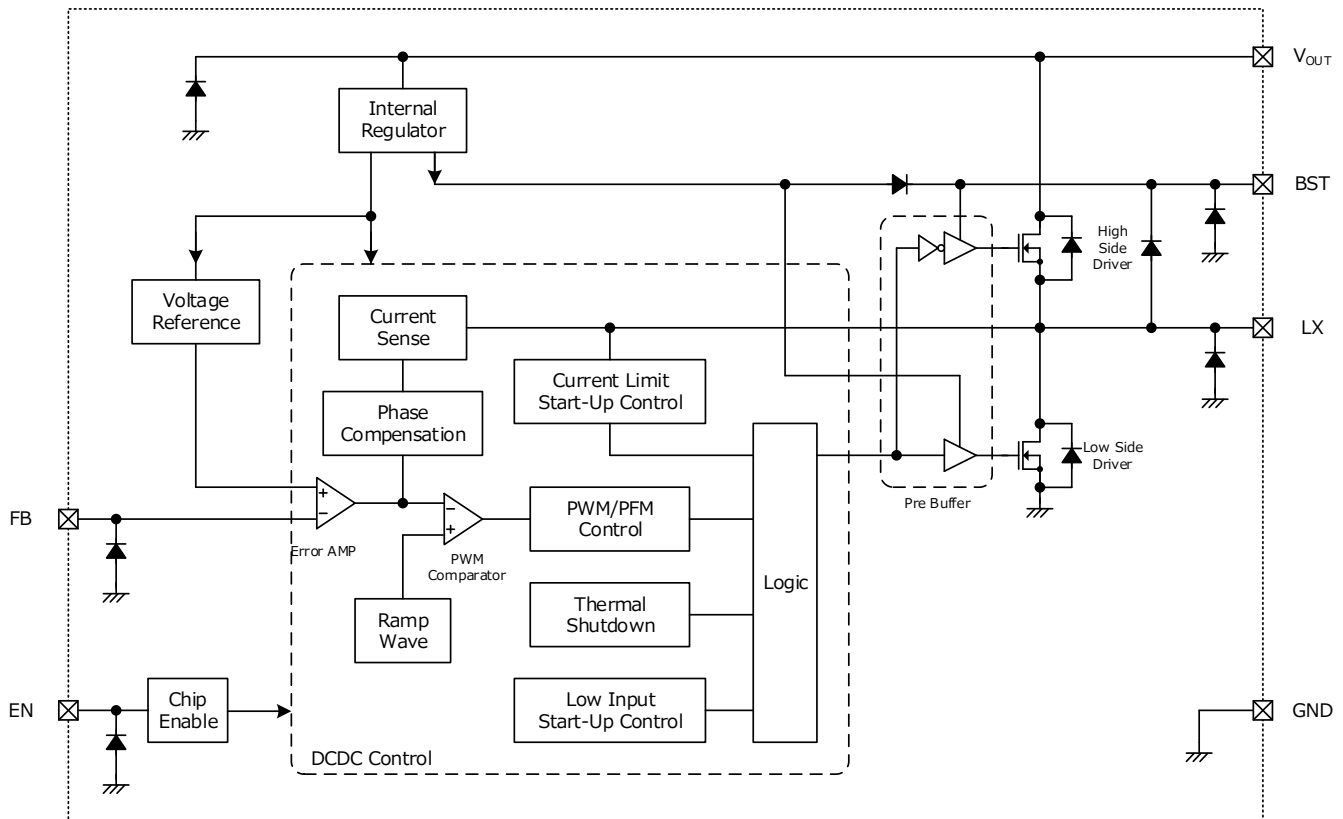 VOUT
Internal
Regulator
BST
High
Side
Driver
Voltage
Reference
Current
Sense
LX
Current Limit
Start-Up Control
Phase
Compensation
Low Side
Driver
Pre Buffer
FB
+
−
Error AMP
−
+
PWM
Comparator
PWM/PFM
Control
Logic
Ramp
Wave
Thermal
Shutdown
EN
Chip
Enable
Low Input
Start-Up Control
GND
DCDC Control